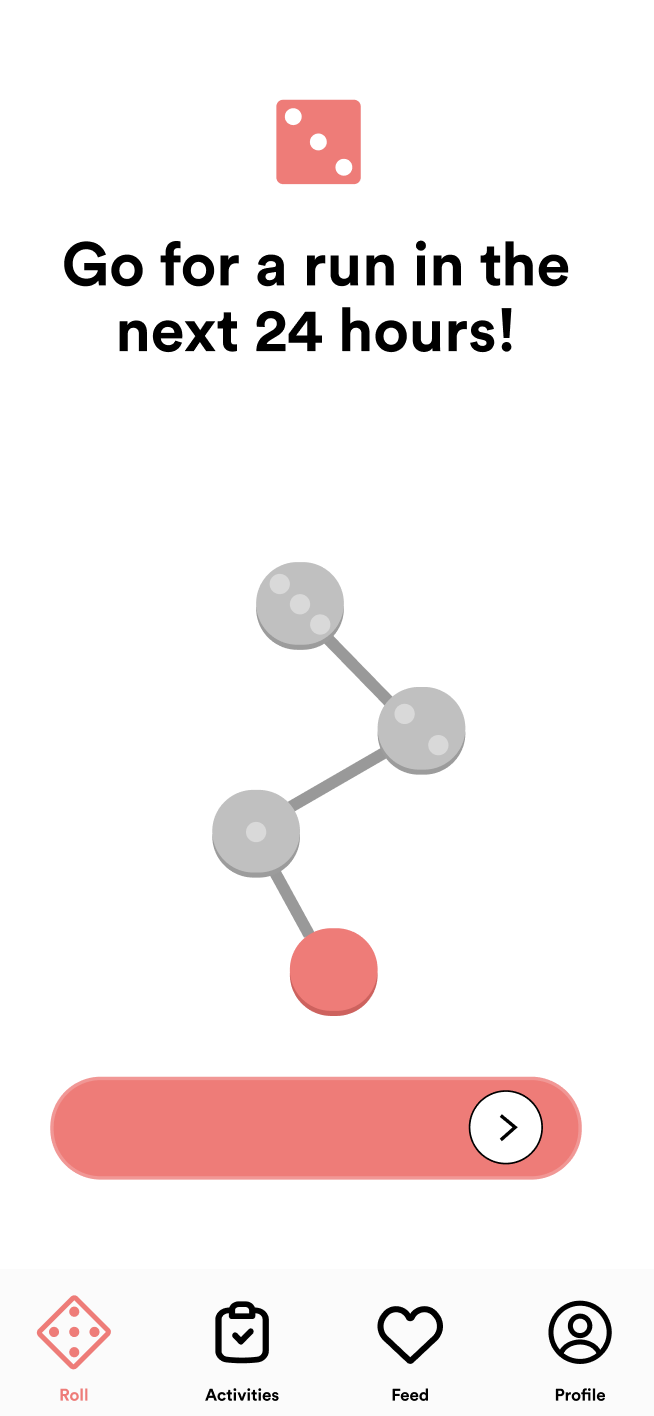 Go for a run in the
next 24 hours!
Roll
Activities
Feed
Profile